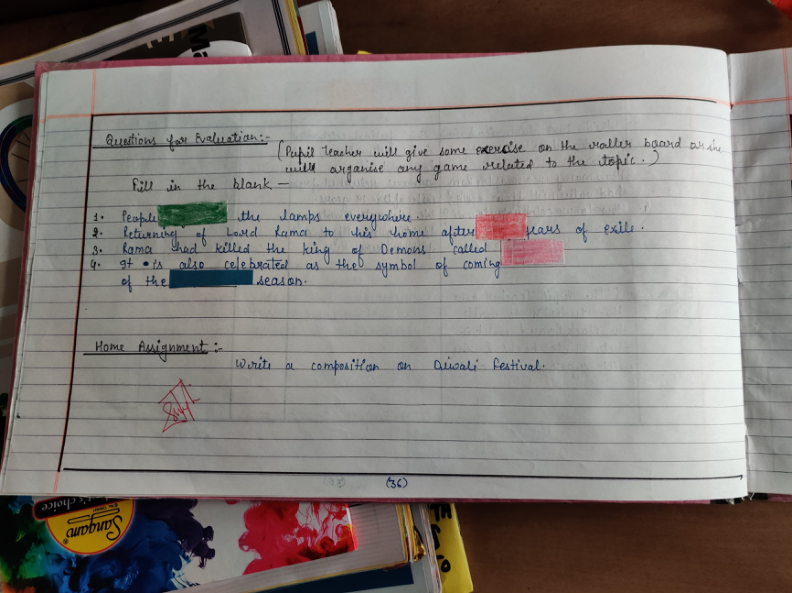 Questions for Evaluation:-
(Pupil Teacher will give some exercise on the roller board or she
will organise any game related to the topic.)
Fill in the blank —
1. People the lamps everywhere.
2. Returning of Lord Rama to his home after years of exile.
3. Rama had killed the king of Demons called
4. It is also celebrated as the symbol of coming
of the season.
Home Assignment :-
Write a composition on Diwali Festival.
(36)
Sangam
's choice